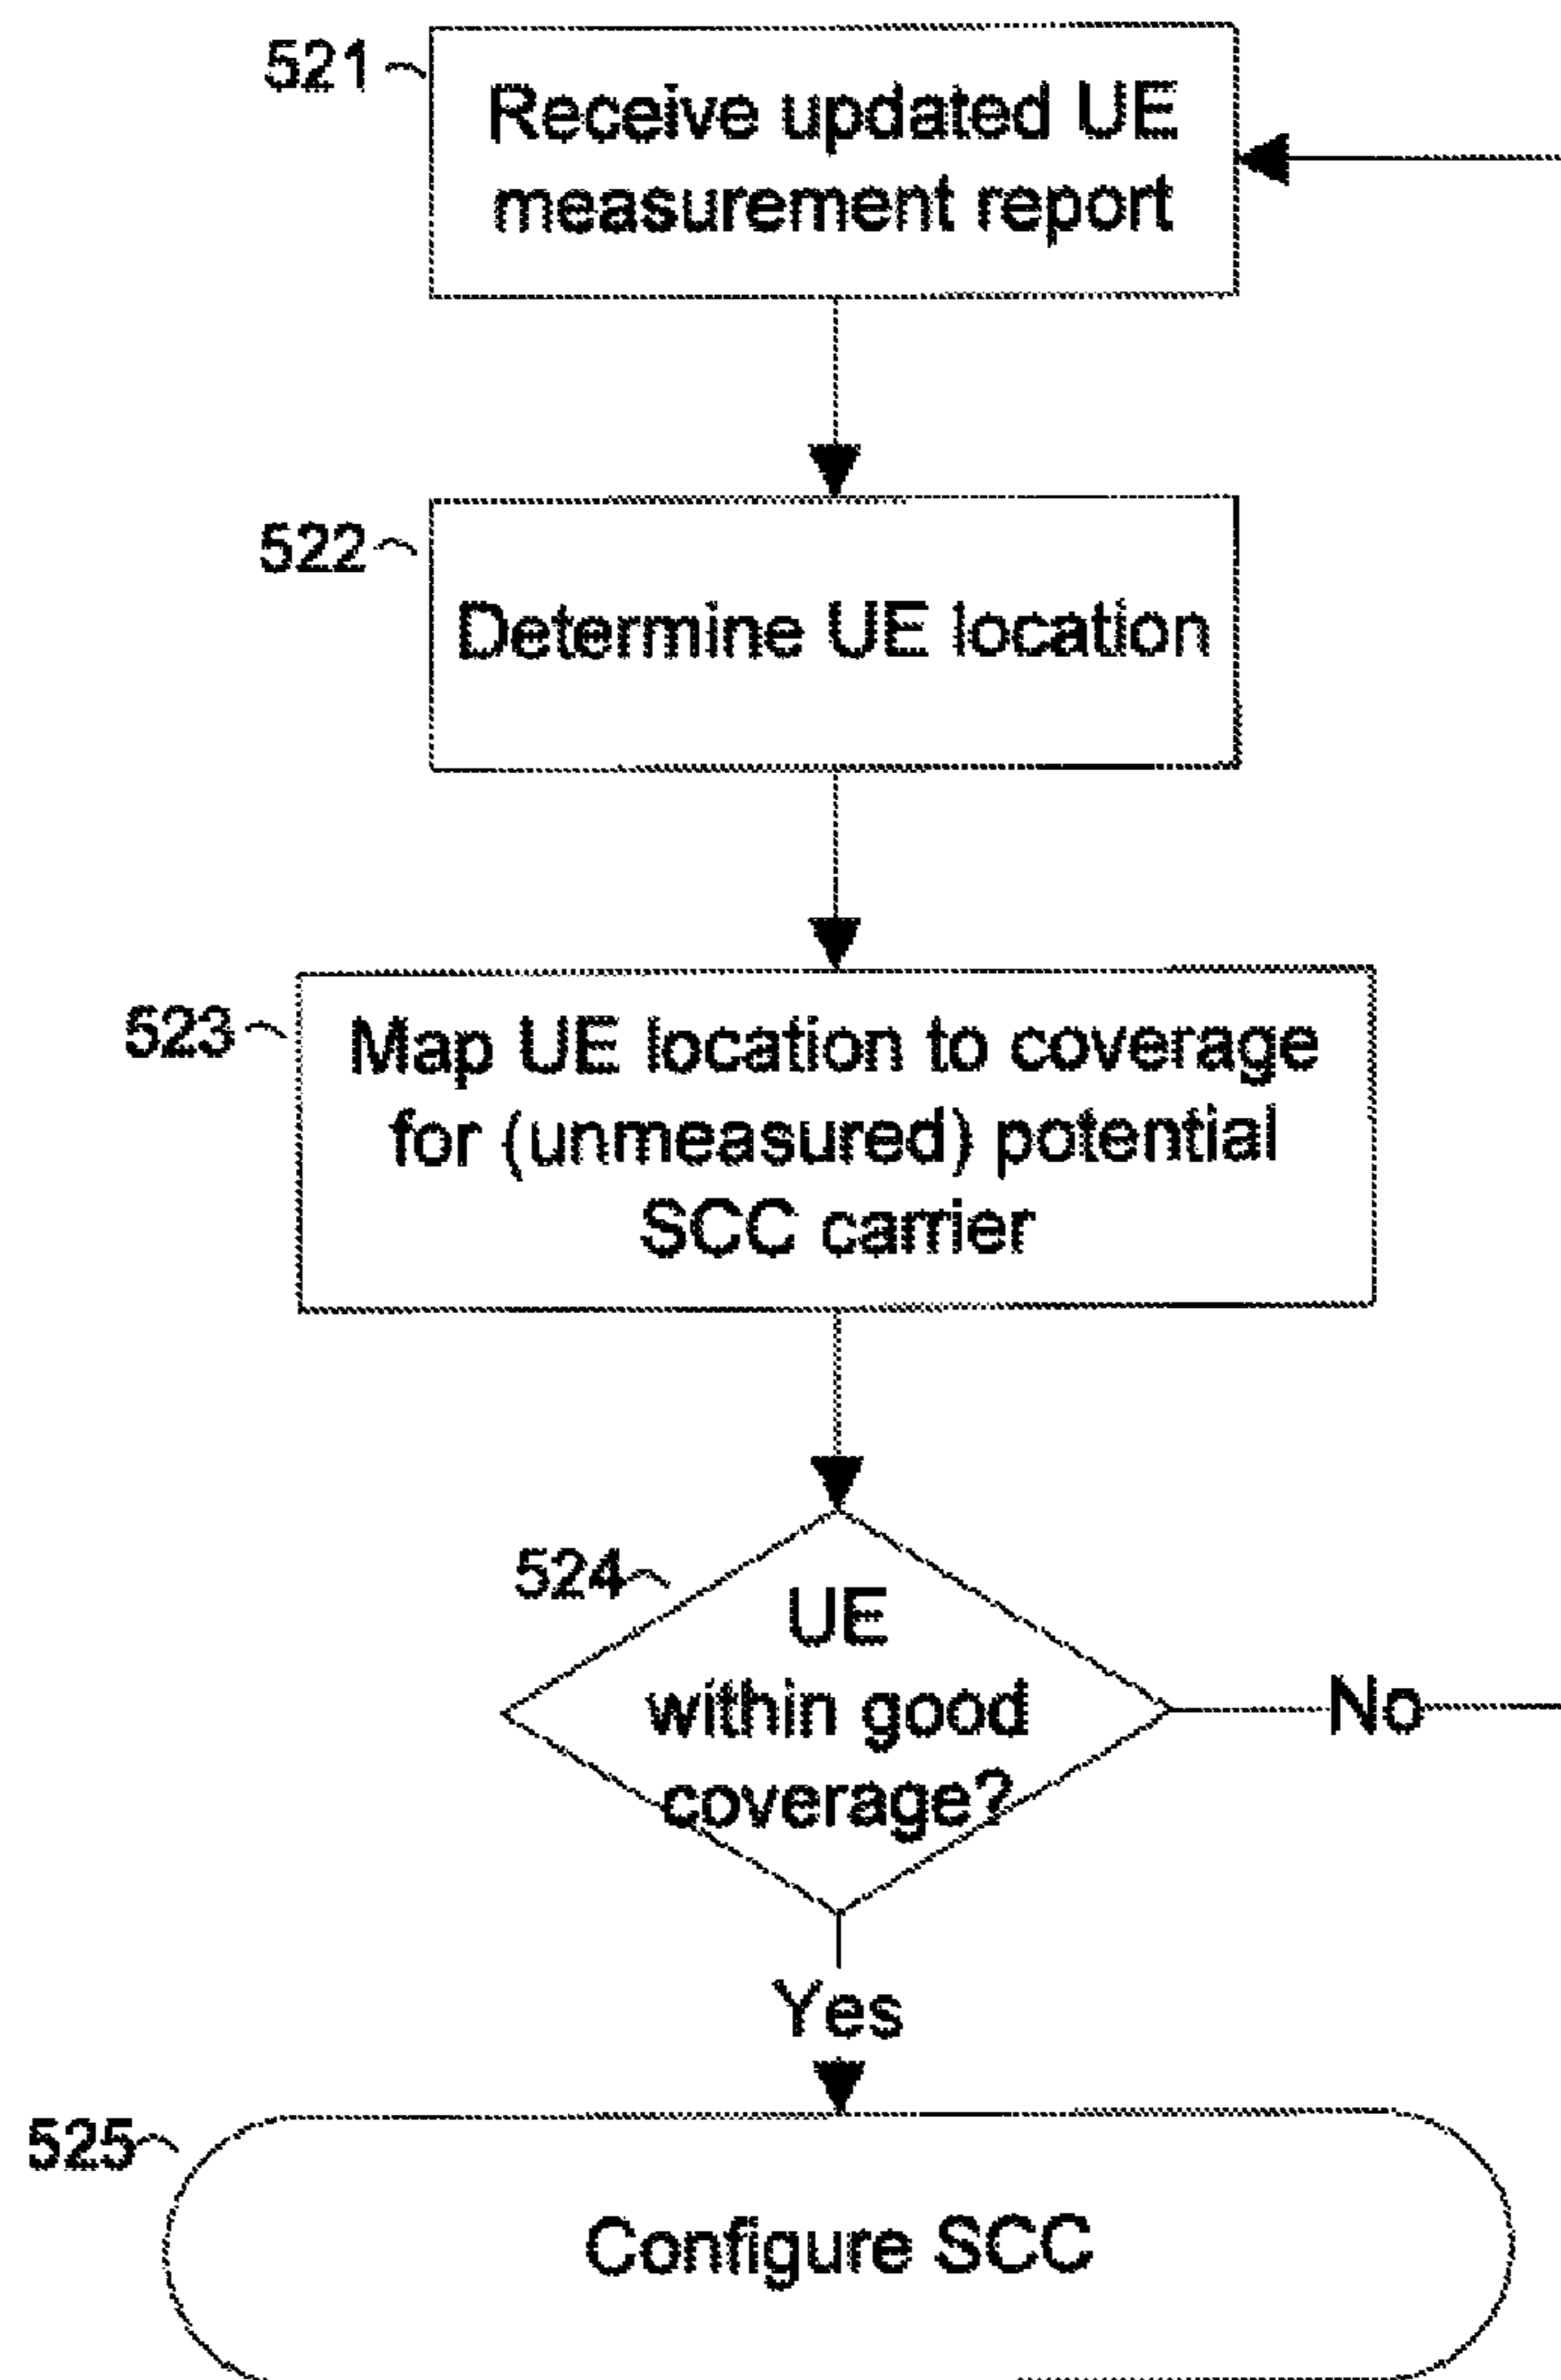 521
Receive updated UE
measurement report
522
Determine UE location
523
Map UE location to coverage
for (unmeasured) potential
SCC carrier
524
UE
within good
coverage?
No
Yes
525
Configure SCC